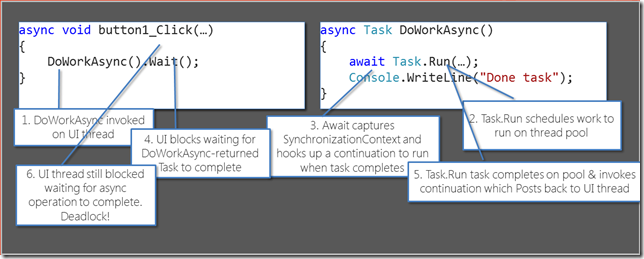 async void button1_Click(…)
{
DoWorkAsync().Wait();
}
async Task DoWorkAsync()
{
await Task.Run(…);
Console.WriteLine("Done task");
}
1. DoWorkAsync invoked
on UI thread
2. Task.Run schedules work to
run on thread pool
3. Await captures
SynchronizationContext and
hooks up a continuation to run
when task completes
4. UI blocks waiting for
DoWorkAsync-returned
Task to complete
5. Task.Run task completes on pool & invokes
continuation which Posts back to UI thread
6. UI thread still blocked
waiting for async
operation to complete.
Deadlock!